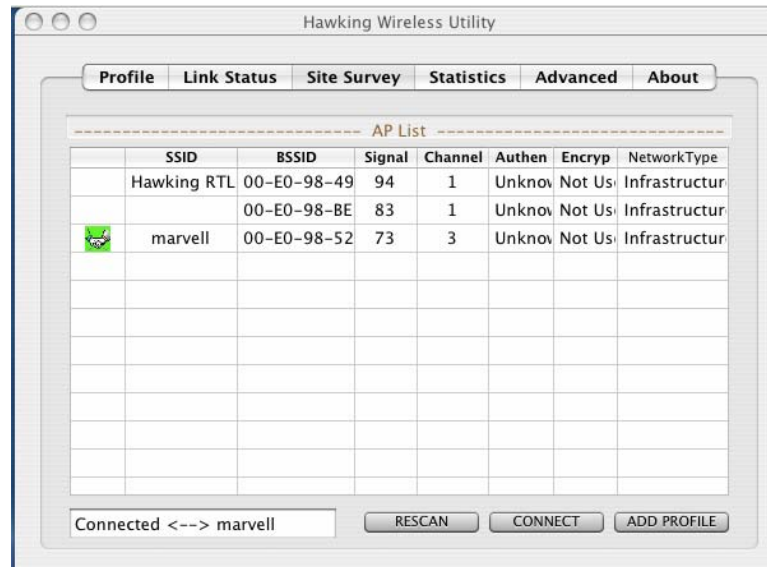 Hawking Wireless Utility
Profile Link Status Site Survey Statistics Advanced About
------------------------------ AP List ------------------------------
SSID BSSID Signal Channel Authen Encryp NetworkType
Hawking RTL 00-E0-98-49 94 1 Unknov Not Us Infrastructur
00-E0-98-BE 83 1 Unknov Not Us Infrastructur
marvell 00-E0-98-52 73 3 Unknov Not Us Infrastructur
Connected <--> marvell RESCAN CONNECT ADD PROFILE